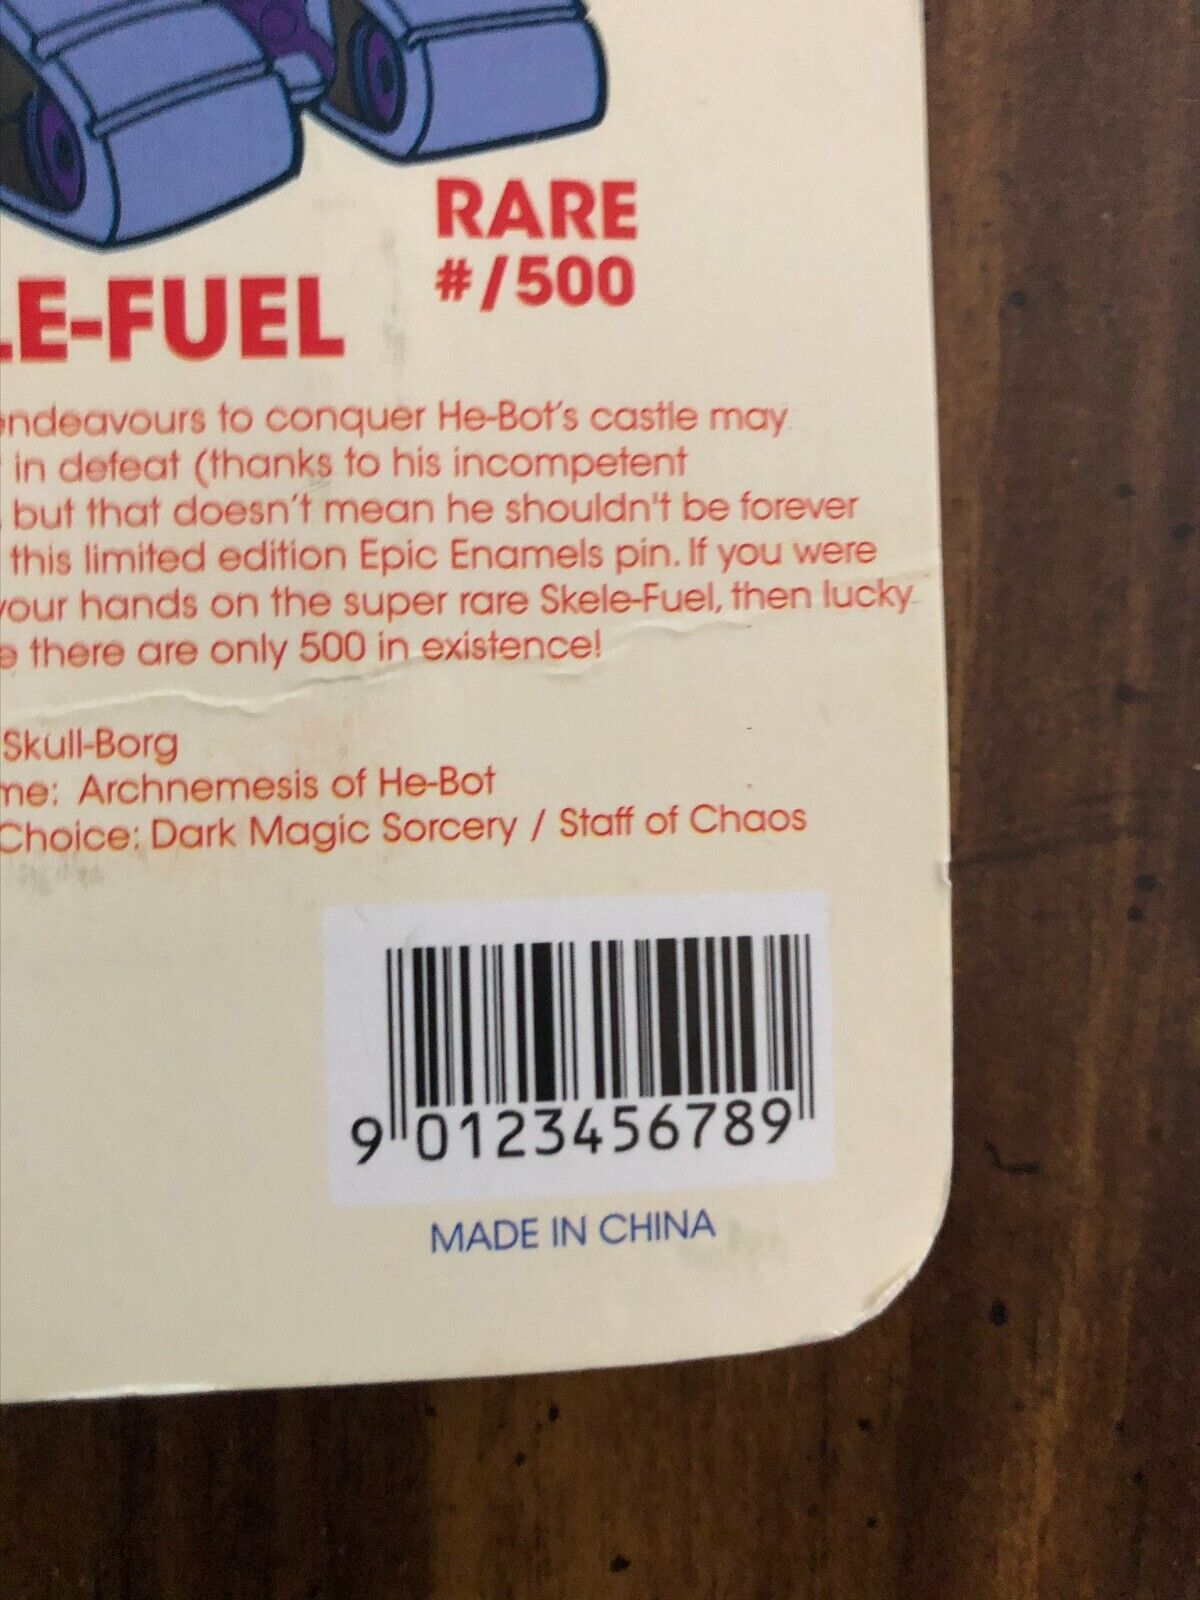 RARE
#/500
LE-FUEL
endeavours to conquer He-Bot's castle may
in defeat (thanks to his incompetent
but that doesn't mean he shouldn't be forever
this limited edition Epic Enamels pin. If you were
your hands on the super rare Skele-Fuel, then lucky
there are only 500 in existence!
Skull-Borg
me: Archnemesis of He-Bot
Choice: Dark Magic Sorcery / Staff of Chaos
9 0123456789
MADE IN CHINA